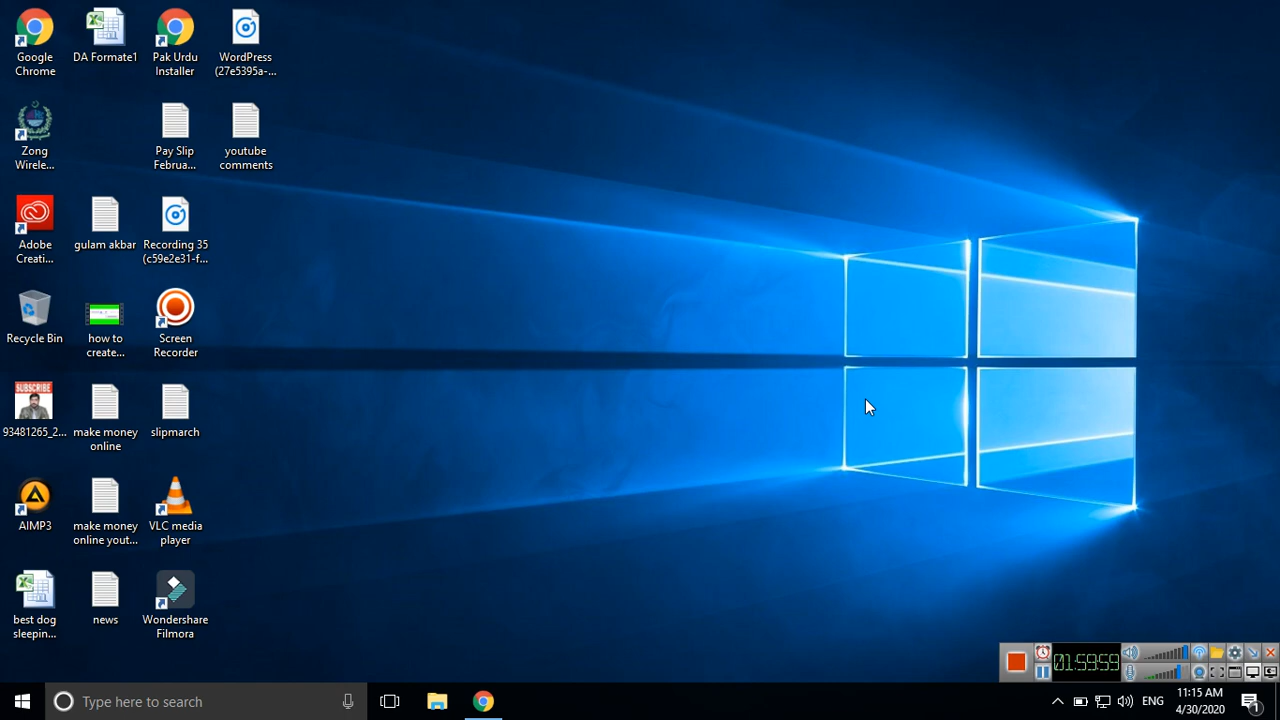 Google
Chrome
DA Formate1
Pak Urdu
Installer
WordPress
(27e5395a-...
Zong
Wirele...
Pay Slip
Februa...
youtube
comments
Adobe
Creati...
gulam akbar
Recording 35
(c59e2e31-f...
Recycle Bin
how to
create...
Screen
Recorder
SUBSCRIBE
93481265_2...
make money
online
slipmarch
AIMP3
make money
online yout...
VLC media
player
best dog
sleepin...
news
Wondershare
Filmora
01:59:59
Type here to search
ENG
11:15 AM
4/30/2020
1